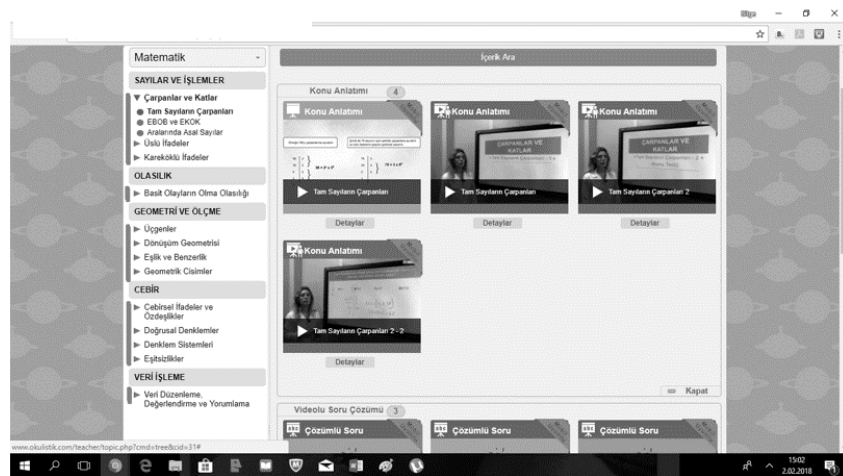 Bilge
Matematik
SAYILAR VE İŞLEMLER
Çarpanlar ve Katlar
Tam Sayıların Çarpanları
EBOB ve EKOK
Aralarında Asal Sayılar
Üslü İfadeler
Kareköklü İfadeler
OLASILIK
Basit Olayların Olma Olasılığı
GEOMETRİ VE ÖLÇME
Üçgenler
Dönüşüm Geometrisi
Eşlik ve Benzerlik
Geometrik Cisimler
CEBİR
Cebirsel İfadeler ve
Özdeşlikler
Doğrusal Denklemler
Denklem Sistemleri
Eşitsizlikler
VERİ İŞLEME
Veri Düzenleme,
Değerlendirme ve Yorumlama
İçerik Ara
Konu Anlatımı 4
Konu Anlatımı
Tam Sayıların Çarpanları
Detaylar
Konu Anlatımı
ÇARPANLAR VE
KATLAR
Tam Sayıların Çarpanları
Detaylar
Konu Anlatımı
ÇARPANLAR VE
KATLAR
Tam Sayıların Çarpanları 2
Detaylar
Konu Anlatımı
Tam Sayıların Çarpanları 2 - 2
Detaylar
Kapat
Videolu Soru Çözümü 3
Çözümlü Soru
Çözümlü Soru
Çözümlü Soru
www.okulistik.com/teacher/topic.php?cmd=tree&cid=31#
15:02
2.02.2018